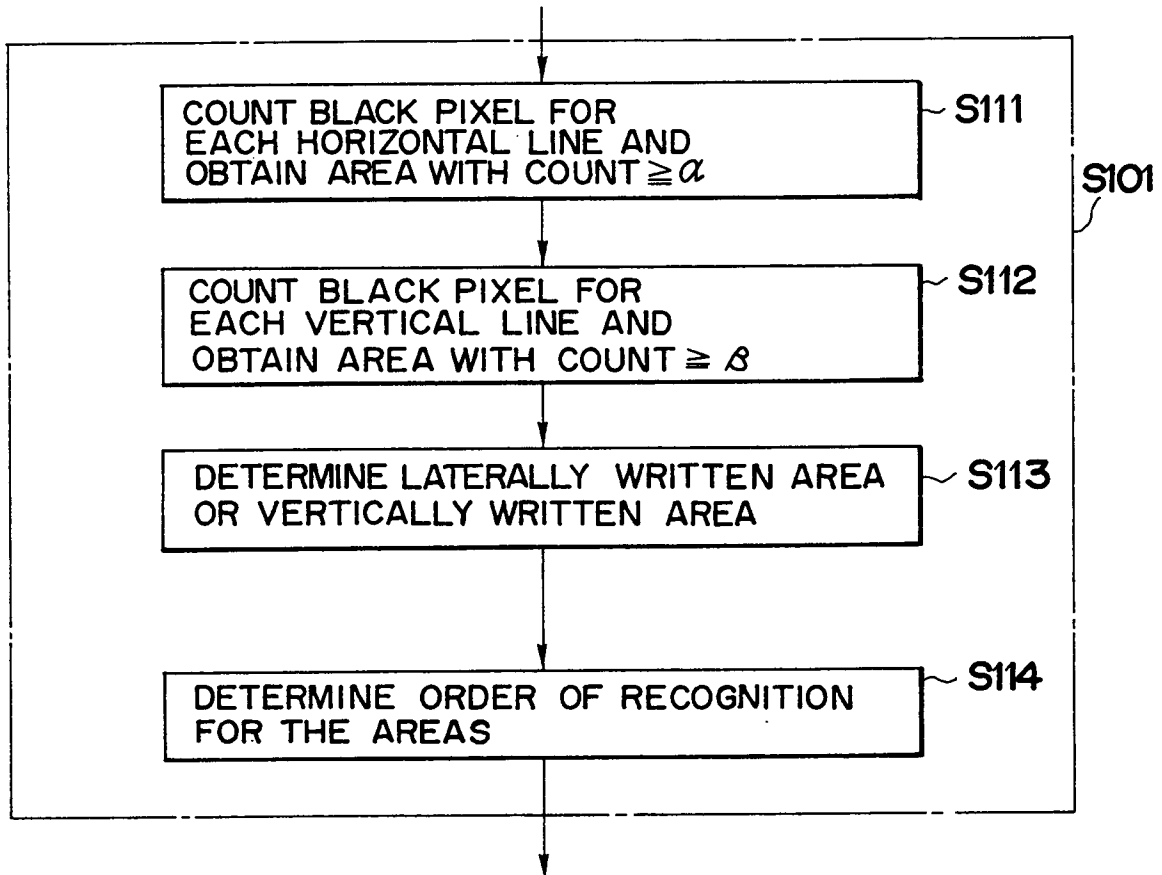 COUNT BLACK PIXEL FOR
EACH HORIZONTAL LINE AND
OBTAIN AREA WITH COUNT ≧ α
S111
S101
COUNT BLACK PIXEL FOR
EACH VERTICAL LINE AND
OBTAIN AREA WITH COUNT ≧ β
S112
DETERMINE LATERALLY WRITTEN AREA
OR VERTICALLY WRITTEN AREA
S113
DETERMINE ORDER OF RECOGNITION
FOR THE AREAS
S114